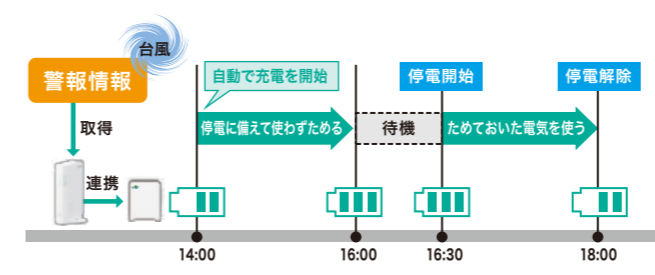 台風
警報情報
自動で充電を開始
停電開始
停電解除
取得
停電に備えて使わずためる
待機
ためておいた電気を使う
連携
14:00
16:00
16:30
18:00